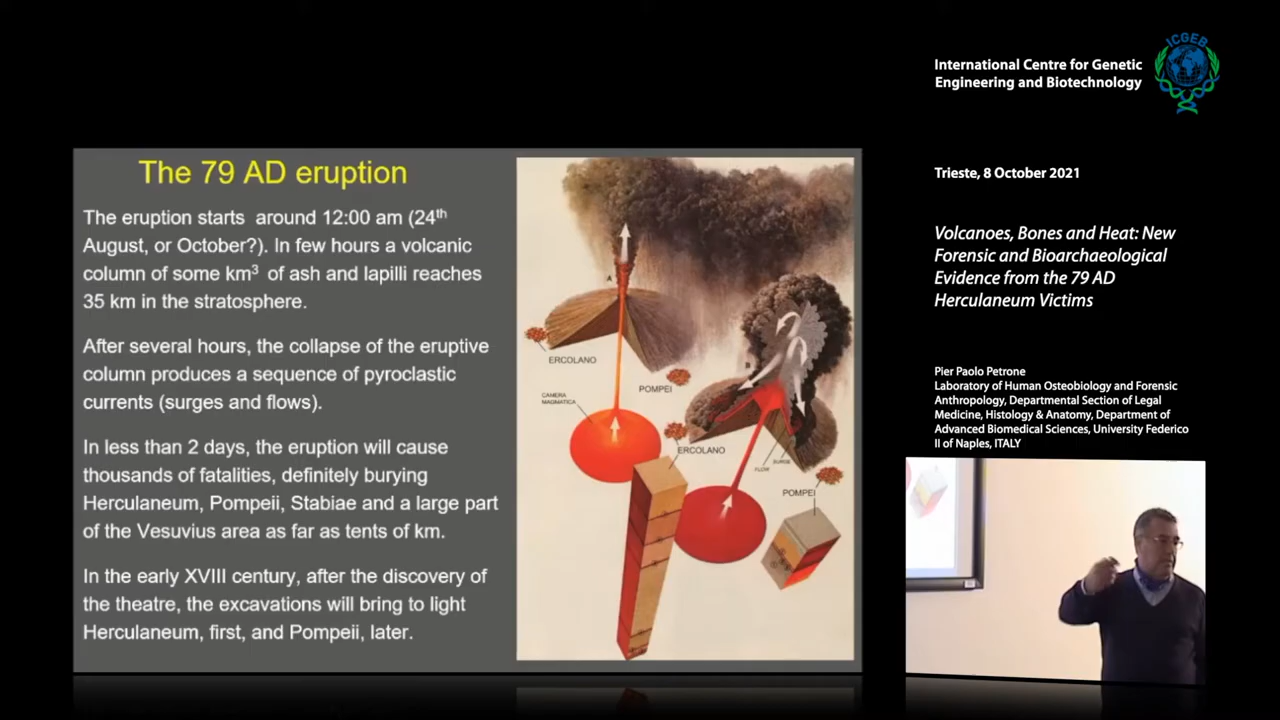 The 79 AD eruption
The eruption starts around 12:00 am (24th
August, or October?). In few hours a volcanic
column of some km³ of ash and lapilli reaches
35 km in the stratosphere.
After several hours, the collapse of the eruptive
column produces a sequence of pyroclastic
currents (surges and flows).
In less than 2 days, the eruption will cause
thousands of fatalities, definitely burying
Herculaneum, Pompeii, Stabiae and a large part
of the Vesuvius area as far as tents of km.
In the early XVIII century, after the discovery of
the theatre, the excavations will bring to light
Herculaneum, first, and Pompeii, later.
A
ERCOLANO
POMPEI
CAMERA
MAGMATICA
B
ERCOLANO
FLOW
SURGE
POMPEI
International Centre for Genetic
Engineering and Biotechnology
ICGEB
Trieste, 8 October 2021
Volcanoes, Bones and Heat: New
Forensic and Bioarchaeological
Evidence from the 79 AD
Herculaneum Victims
Pier Paolo Petrone
Laboratory of Human Osteobiology and Forensic
Anthropology, Departmental Section of Legal
Medicine, Histology & Anatomy, Department of
Advanced Biomedical Sciences, University Federico
II of Naples, ITALY